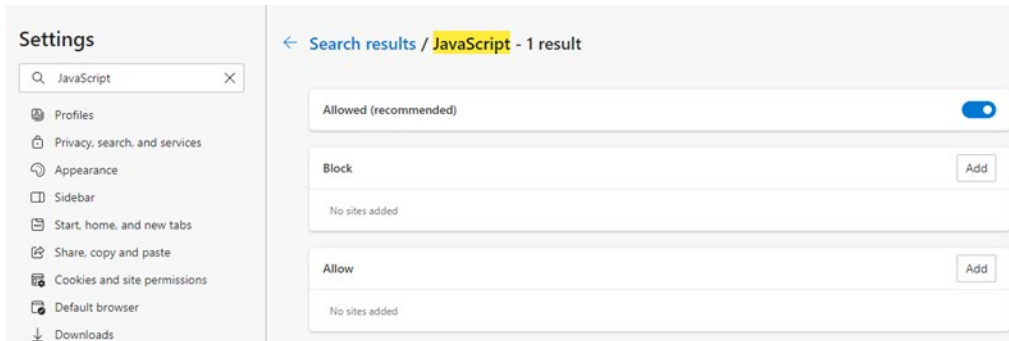 Settings
JavaScript
Profiles
Privacy, search, and services
Appearance
Sidebar
Start, home, and new tabs
Share, copy and paste
Cookies and site permissions
Default browser
Downloads
Search results / JavaScript - 1 result
Allowed (recommended)
Block
Add
No sites added
Allow
Add
No sites added